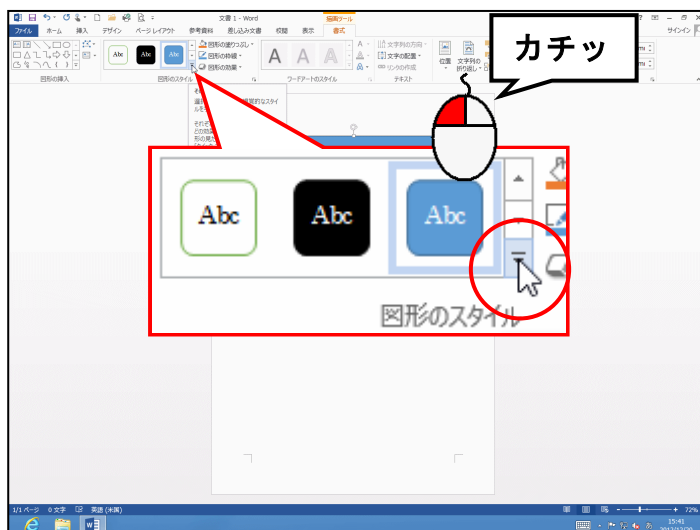 文書 1 - Word
描画ツール
サインイン
ファイル ホーム 挿入 デザイン ページ レイアウト 参考資料 差し込み文書 校閲 表示 書式
Abc Abc Abc
図形の塗りつぶし
図形の枠線
図形の効果
A A A
文字列の方向
文字の配置
リンクの作成
位置 文字列の
折り返し
図形の挿入 図形のスタイル ワードアートのスタイル テキスト
カチッ
Abc Abc Abc
図形のスタイル
1/1 ページ 0 文字 英語 (米国) 72%
15:41